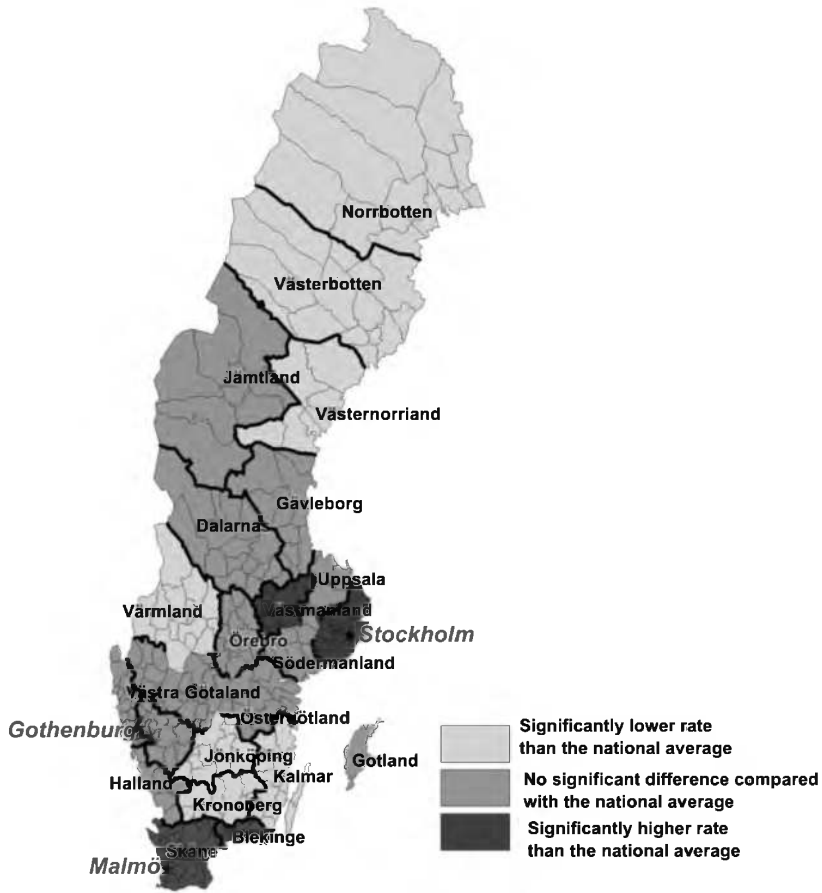 Norrbotten
Västerbotten
Jämtland
Västernorriand
Gävleborg
Dalarnas
Uppsala
Västmanland
Värmland
Stockholm
Örebro
Södermanland
Västra Götaland
Östergötland
Gothenburg
Jönköping
Gotland
Kalmar
Halland
Kronoberg
Blekinge
Skåne
Malmö
Significantly lower rate
than the national average
No significant difference compared
with the national average
Significantly higher rate
than the national average